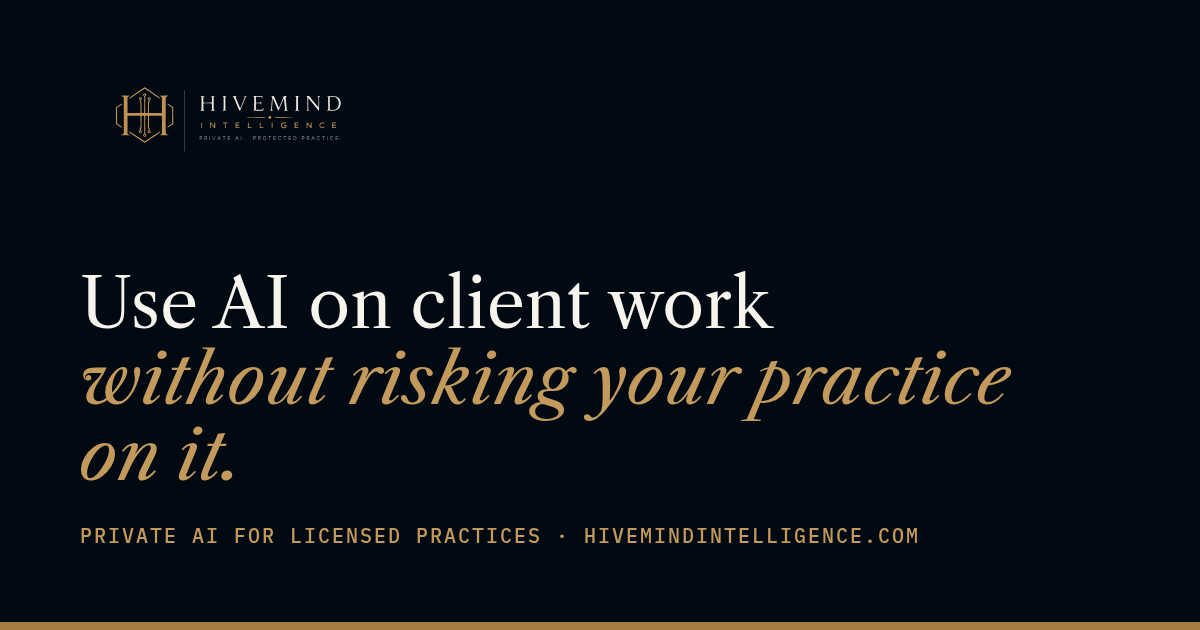 HIVEMIND
INTELLIGENCE
PRIVATE AI. PROTECTED PRACTICE.
Use AI on client work
without risking your practice
on it.
PRIVATE AI FOR LICENSED PRACTICES · HIVEMINDINTELLIGENCE.COM